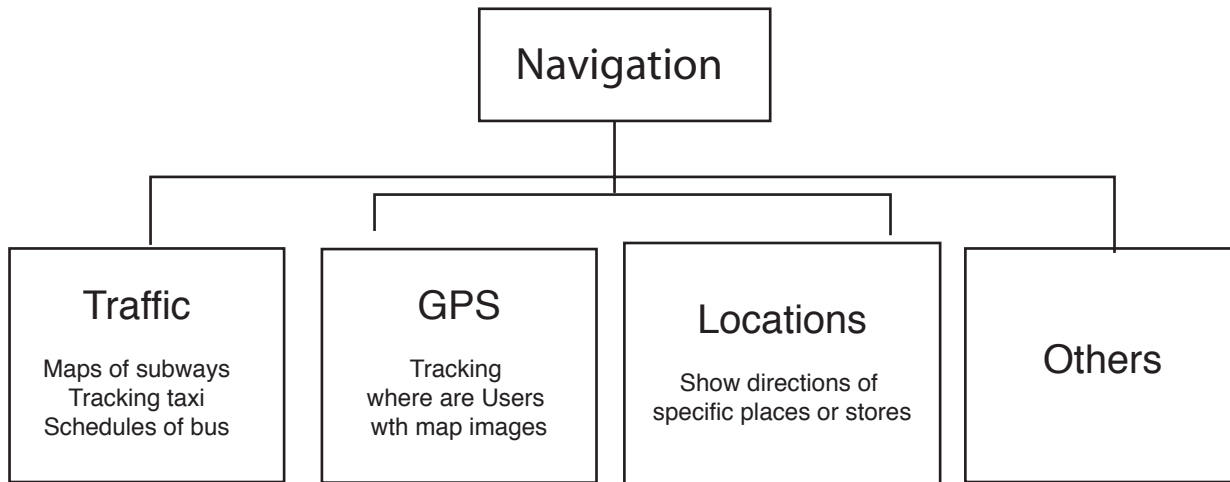 Navigation
Traffic
Maps of subways
Tracking taxi
Schedules of bus
GPS
Tracking
where are Users
wth map images
Locations
Show directions of
specific places or stores
Others